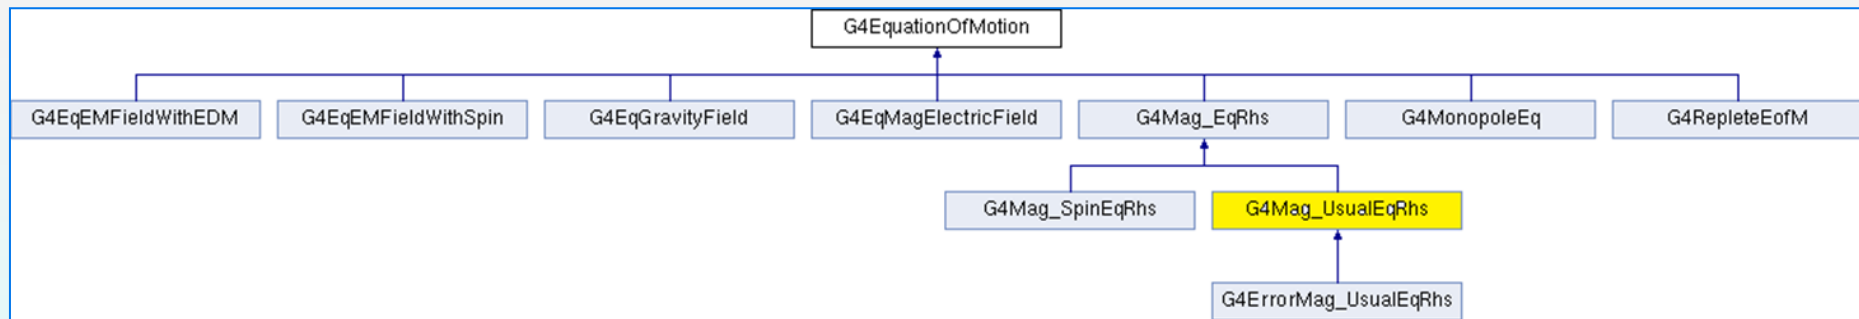 G4EquationOfMotion
G4EqEMFieldWithEDM G4EqEMFieldWithSpin G4EqGravityField G4EqMagElectricField G4Mag_EqRhs G4MonopoleEq G4RepleteEofM
G4Mag_SpinEqRhs G4Mag_UsualEqRhs
G4ErrorMag_UsualEqRhs